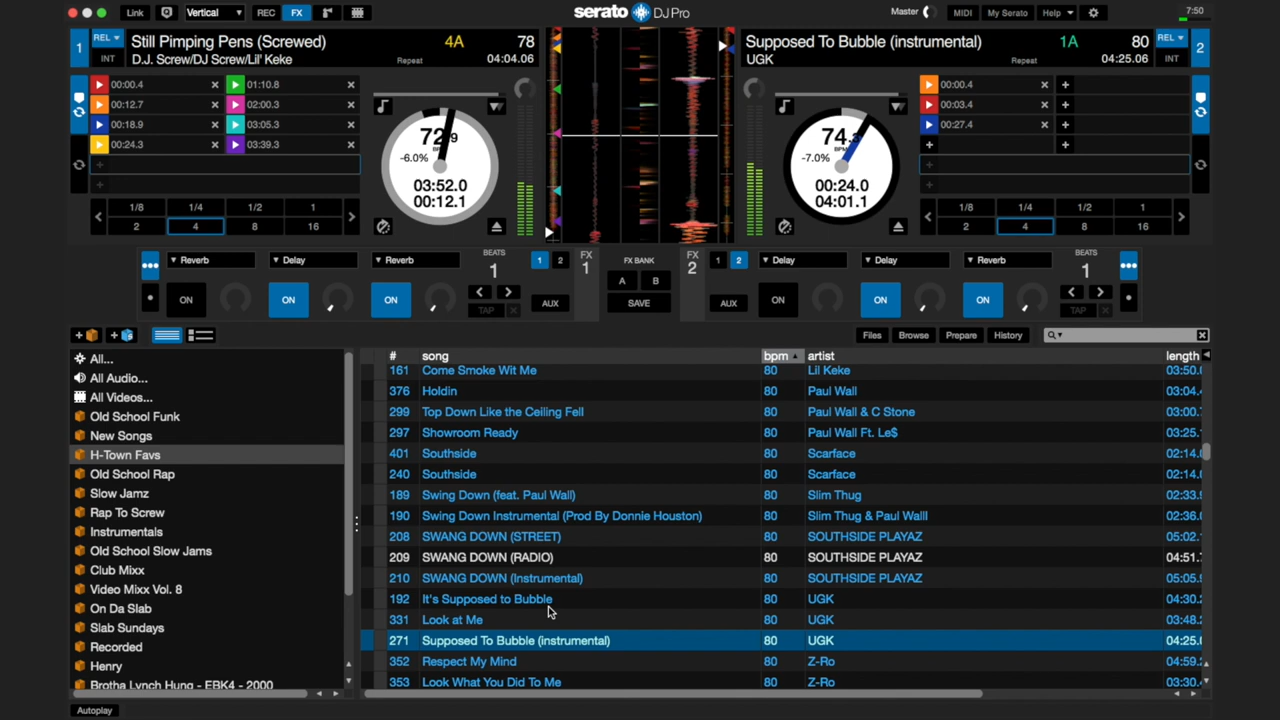 Link
Vertical
REC
FX
serato DJ Pro
Master
MIDI
My Serato
Help
7:50
1
REL
INT
Still Pimping Pens (Screwed)
D.J. Screw/DJ Screw/Lil' Keke
4A
78
Repeat
04:04.06
Supposed To Bubble (instrumental)
UGK
1A
80
Repeat
04:25.06
REL
INT
2
00:00.4
01:10.8
00:12.7
02:00.3
00:18.9
03:05.3
00:24.3
03:39.3
72.9
BPM
-6.0%
03:52.0
00:12.1
74
BPM
-7.0%
00:24.0
04:01.1
00:00.4
00:03.4
00:27.4
1/8 1/4 1/2 1
2 4 8 16
1/8 1/4 1/2 1
2 4 8 16
Reverb
Delay
Reverb
BEATS
1
1 2
FX
1
FX BANK
A B
SAVE
FX
2
1 2
Delay
Delay
Reverb
BEATS
1
ON ON ON
TAP
AUX
AUX
ON ON ON
TAP
Files Browse Prepare History
All...
All Audio...
All Videos...
Old School Funk
New Songs
H-Town Favs
Old School Rap
Slow Jamz
Rap To Screw
Instrumentals
Old School Slow Jams
Club Mixx
Video Mixx Vol. 8
On Da Slab
Slab Sundays
Recorded
Henry
Brotha Lynch Hung - EBK4 - 2000
# song bpm artist length
161 Come Smoke Wit Me 80 Lil Keke 03:50.
376 Holdin 80 Paul Wall 03:04.
299 Top Down Like the Ceiling Fell 80 Paul Wall & C Stone 03:00.
297 Showroom Ready 80 Paul Wall Ft. Le$ 03:25.
401 Southside 80 Scarface 02:14.
240 Southside 80 Scarface 02:14.
189 Swing Down (feat. Paul Wall) 80 Slim Thug 02:33.
190 Swing Down Instrumental (Prod By Donnie Houston) 80 Slim Thug & Paul Walll 02:36.
208 SWANG DOWN (STREET) 80 SOUTHSIDE PLAYAZ 05:02.
209 SWANG DOWN (RADIO) 80 SOUTHSIDE PLAYAZ 04:51.
210 SWANG DOWN (Instrumental) 80 SOUTHSIDE PLAYAZ 05:05.
192 It's Supposed to Bubble 80 UGK 04:30.
331 Look at Me 80 UGK 03:48.
271 Supposed To Bubble (instrumental) 80 UGK 04:25.
352 Respect My Mind 80 Z-Ro 04:59.
353 Look What You Did To Me 80 Z-Ro 03:30.
Autoplay